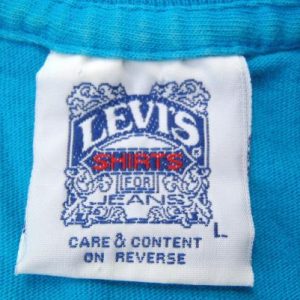 LEVI'S®
SHIRTS
FOR
JEANS
L
CARE & CONTENT
ON REVERSE